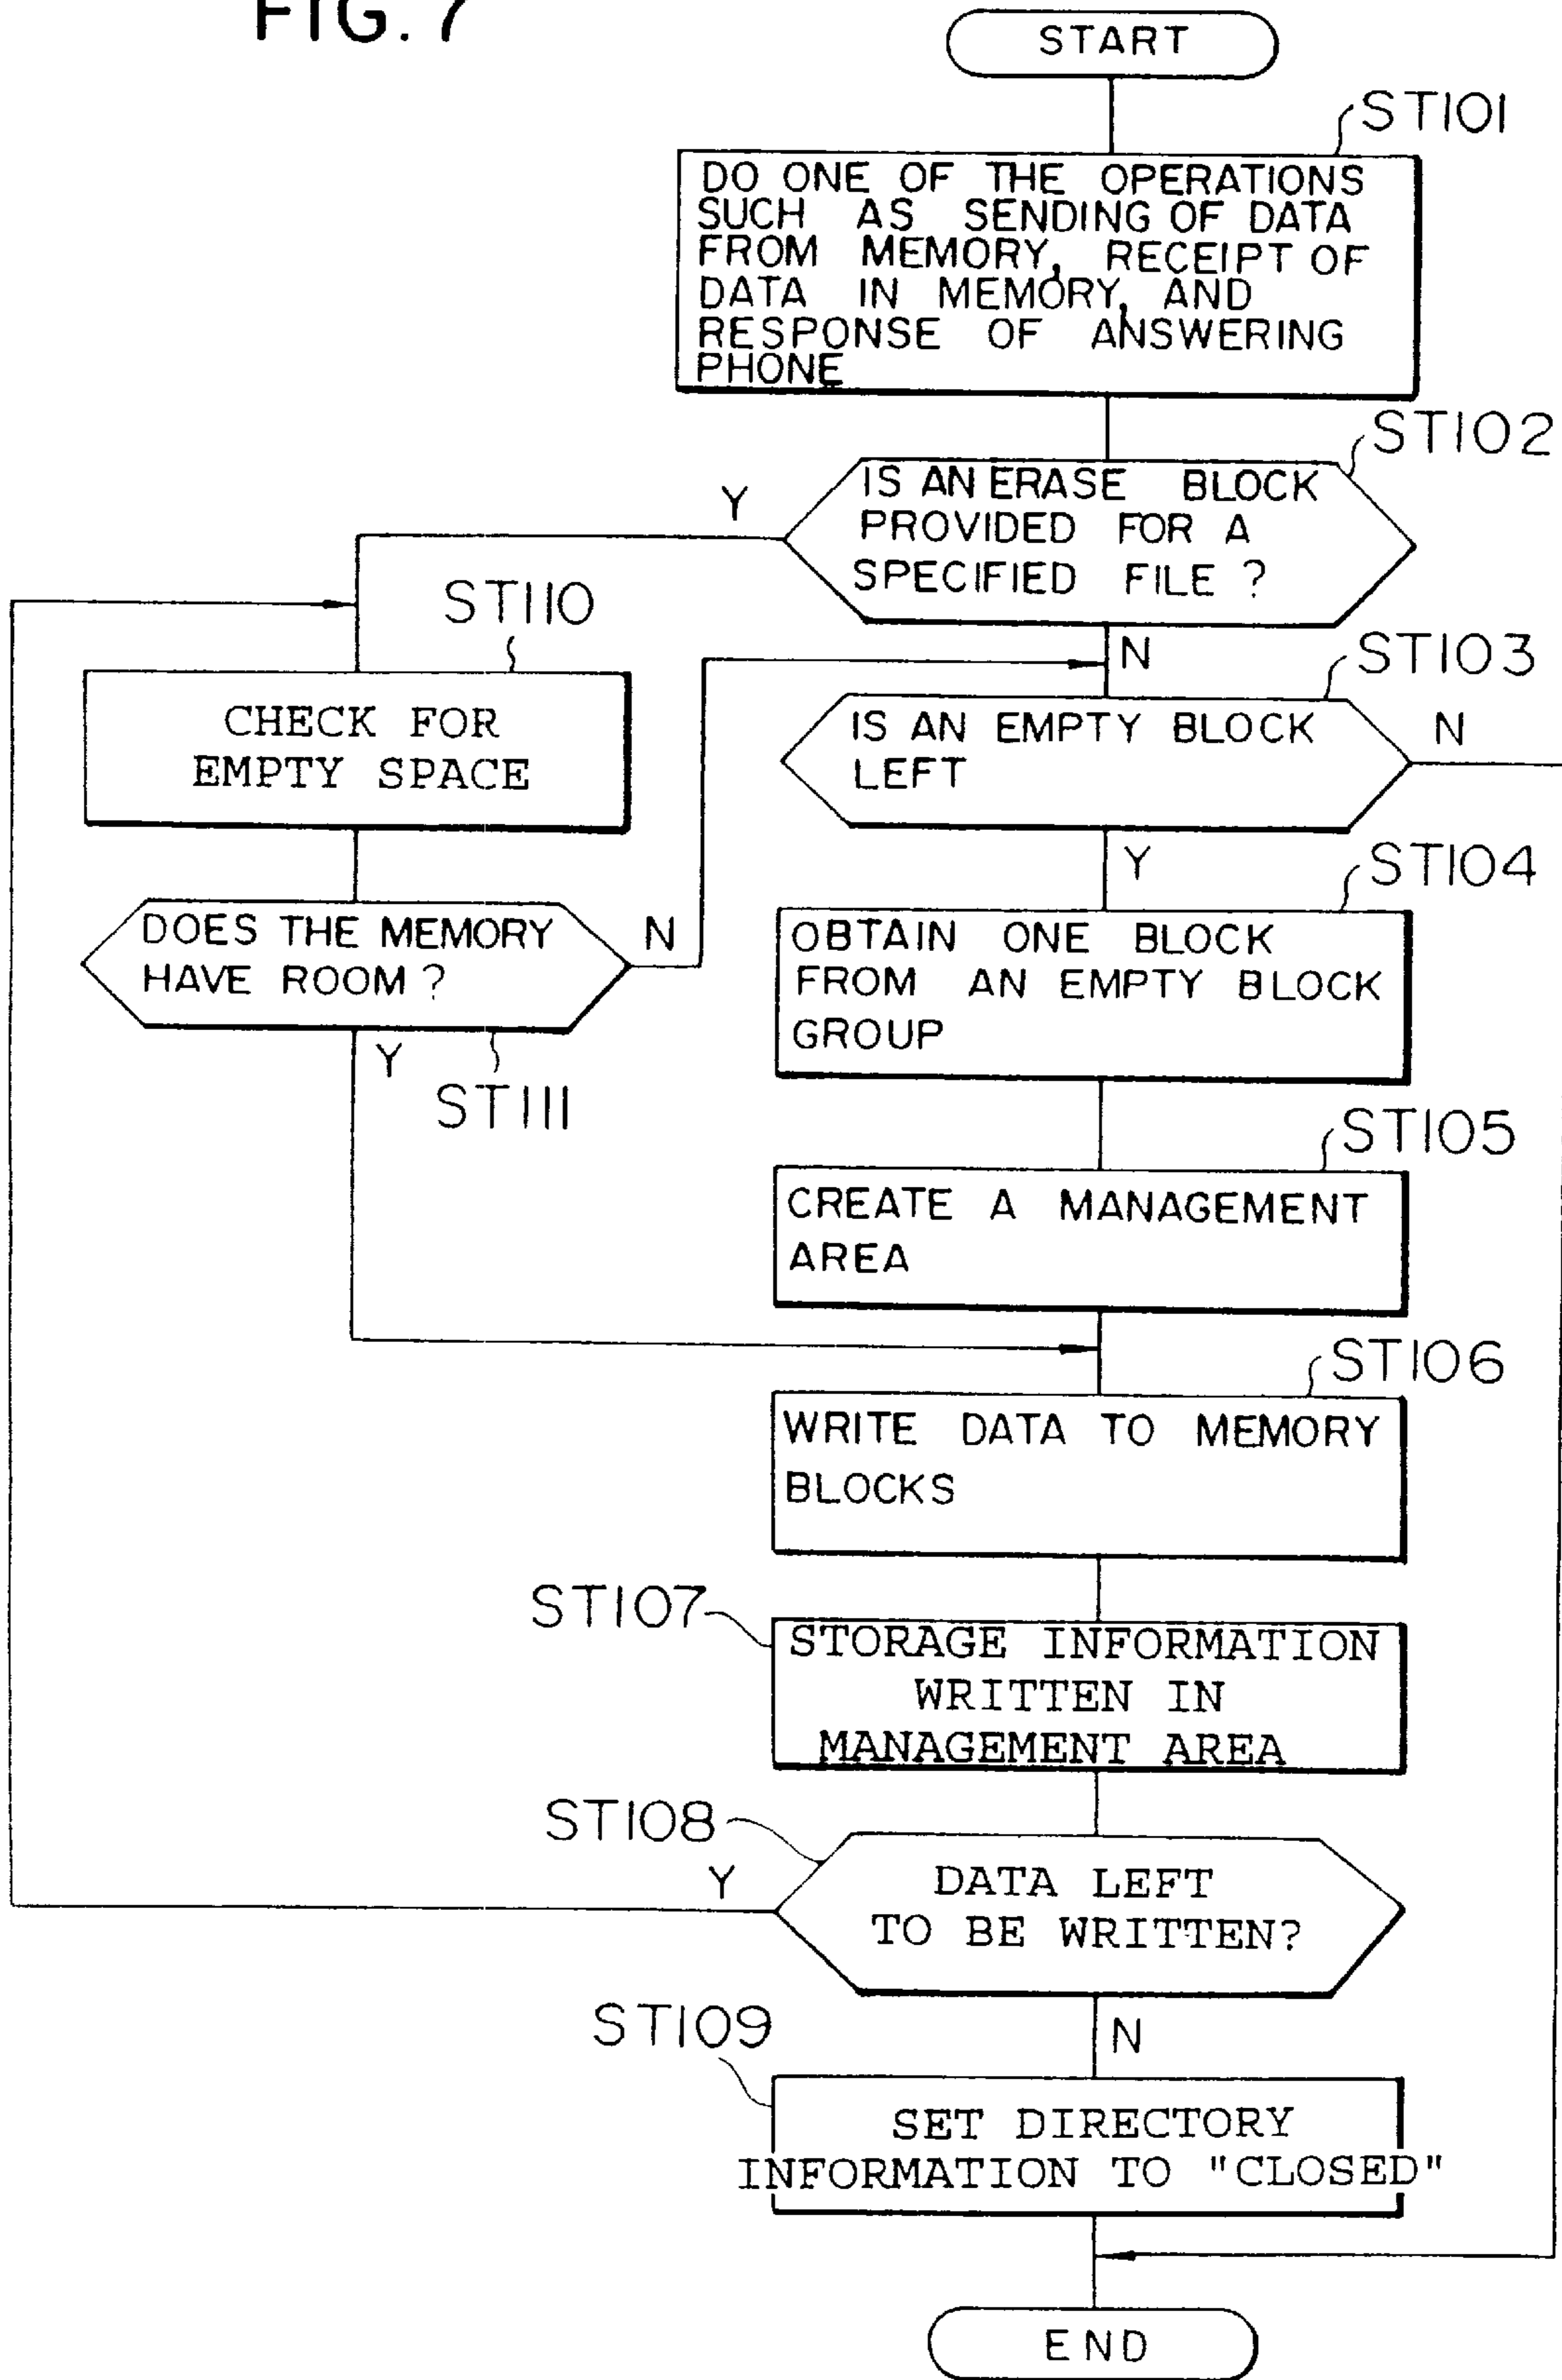 FIG. 7
START
ST101
DO ONE OF THE OPERATIONS
SUCH AS SENDING OF DATA
FROM MEMORY, RECEIPT OF
DATA IN MEMORY, AND
RESPONSE OF ANSWERING
PHONE
ST102
IS AN ERASE BLOCK
PROVIDED FOR A
SPECIFIED FILE ?
Y
N
ST110
CHECK FOR
EMPTY SPACE
ST103
IS AN EMPTY BLOCK
LEFT
N
Y
DOES THE MEMORY
HAVE ROOM ?
N
Y
ST111
ST104
OBTAIN ONE BLOCK
FROM AN EMPTY BLOCK
GROUP
ST105
CREATE A MANAGEMENT
AREA
ST106
WRITE DATA TO MEMORY
BLOCKS
ST107
STORAGE INFORMATION
WRITTEN IN
MANAGEMENT AREA
ST108
Y
DATA LEFT
TO BE WRITTEN?
N
ST109
SET DIRECTORY
INFORMATION TO "CLOSED"
END